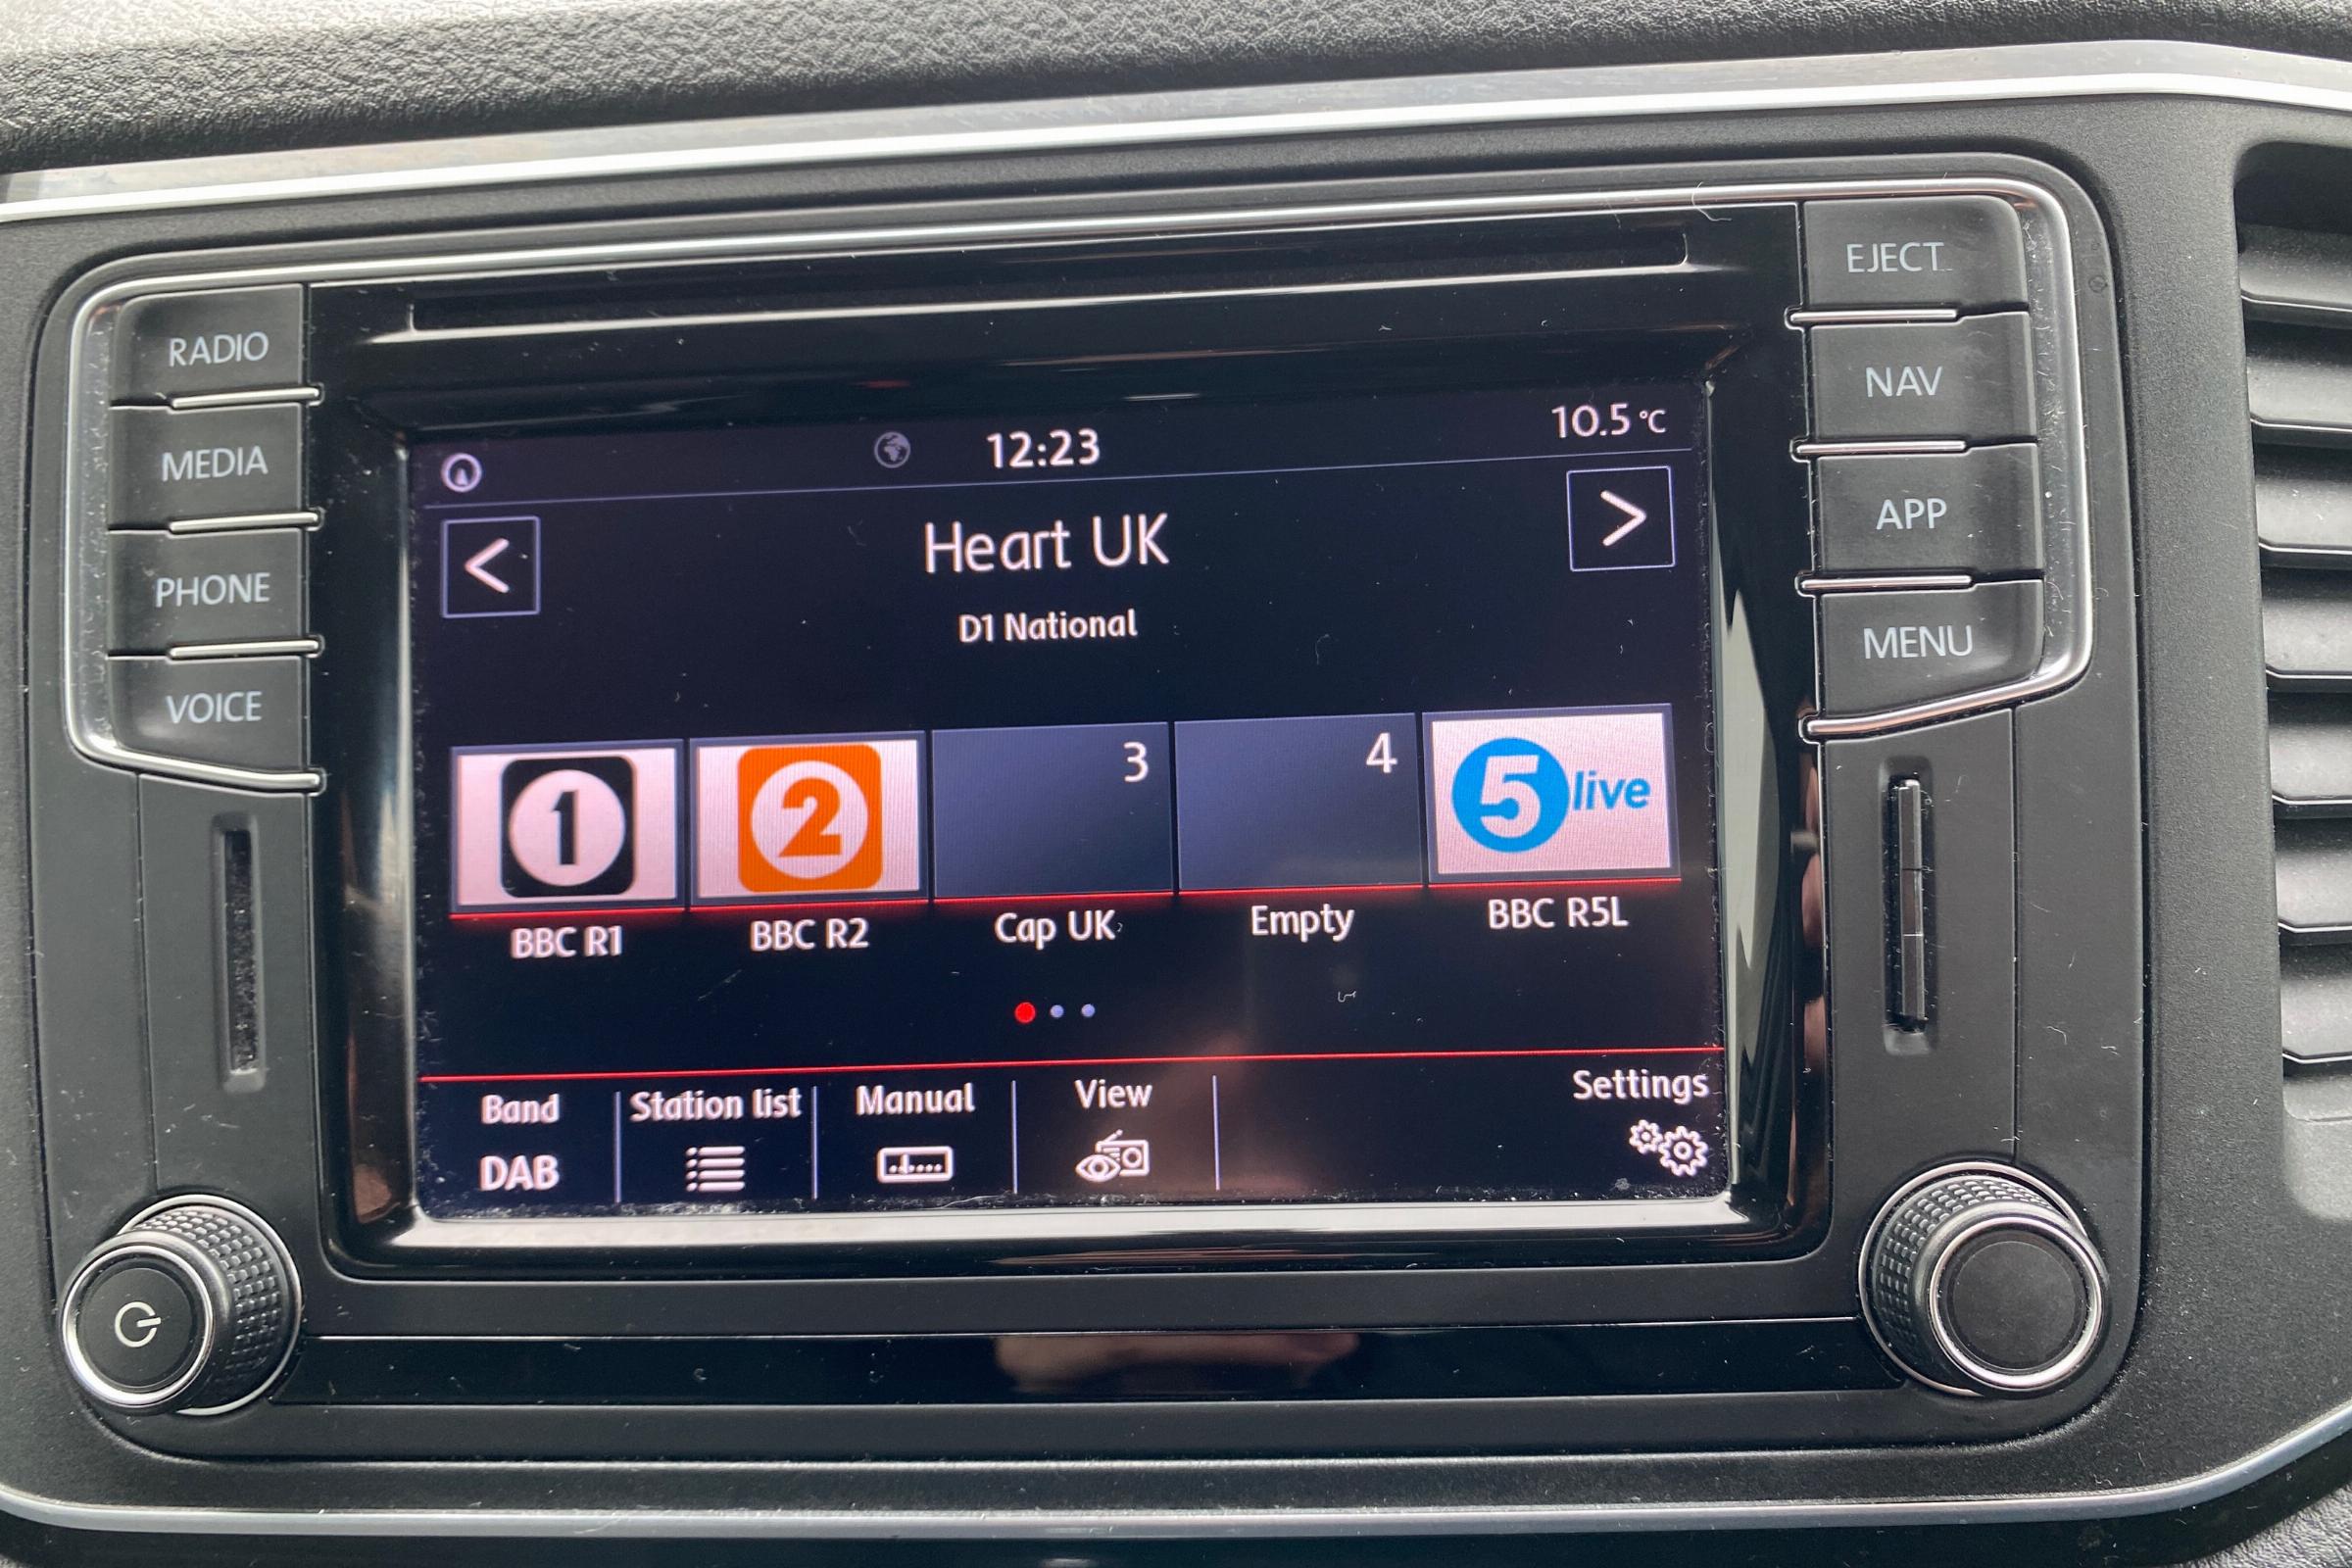 EJECT
RADIO
NAV
MEDIA
APP
PHONE
MENU
VOICE
12:23
10.5 °C
<
Heart UK
>
D1 National
1
2
3
4
5 live
BBC R1
BBC R2
Cap UK
Empty
BBC R5L
Band
Station list
Manual
View
Settings
DAB